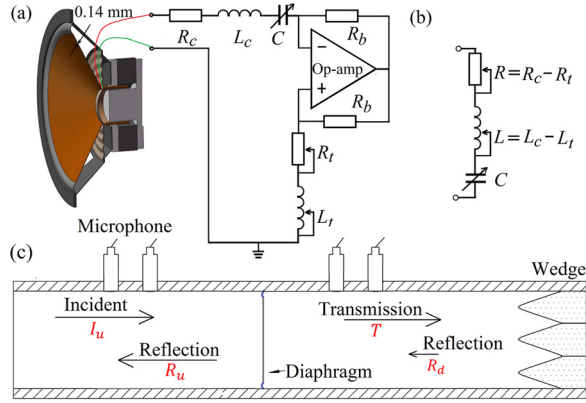 (a)
0.14 mm
R_c
L_c
C
R_b
−
Op-amp
+
R_b
R_t
L_t
(b)
R=R_c−R_t
L=L_c−L_t
C
Microphone
(c)
Wedge
Incident
I_u
Reflection
R_u
Diaphragm
Transmission
T
Reflection
R_d